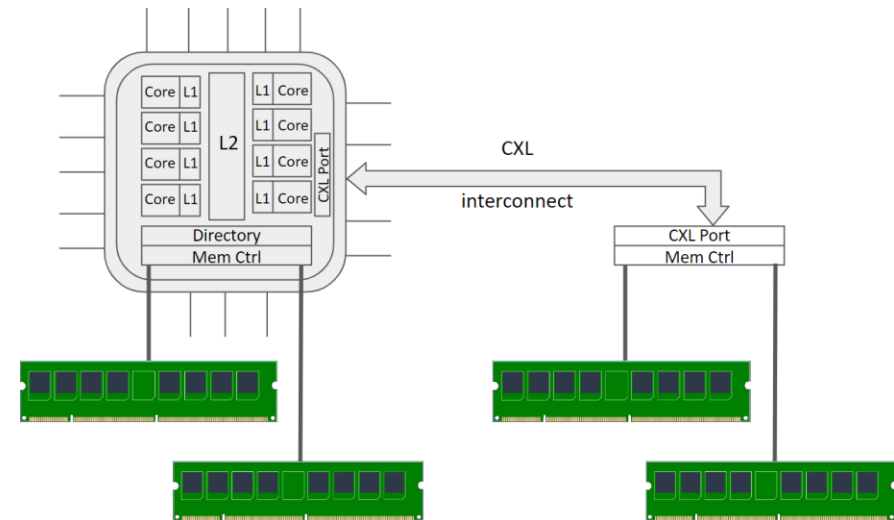 Core L1
L1 Core
Core L1
L1 Core
L2
Core L1
L1 Core
Core L1
L1 Core
CXL Port
Directory
Mem Ctrl
CXL
interconnect
CXL Port
Mem Ctrl